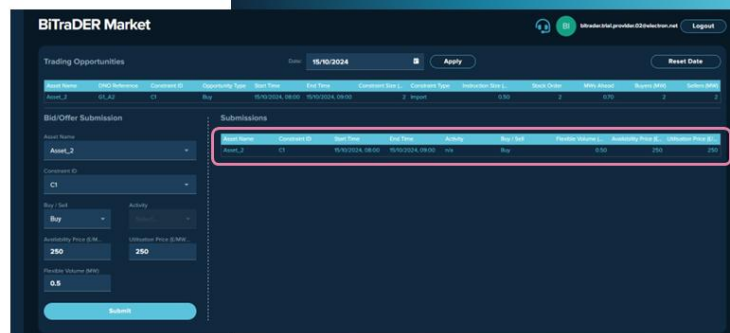 BiTraDER Market
BI
bitrader.trial.provider.02@electron.net
Logout
Trading Opportunities
Date:
15/10/2024
Apply
Reset Date
Asset Name DNO Reference Constraint ID Opportunity Type Start Time End Time Constraint Size (... Constraint Type Instruction Size (... Stack Order MWs Ahead Buyers (MW) Sellers (MW)
Asset_2 G1_A2 C1 Buy 15/10/2024, 08:00 15/10/2024, 09:00 2 Import 0.50 2 0.70 2 2
Bid/Offer Submission
Submissions
Asset Name
Asset_2
Asset Name Constraint ID Start Time End Time Activity Buy / Sell Flexible Volume (... Availability Price (£... Utilisation Price (£/...
Asset_2 C1 15/10/2024, 08:00 15/10/2024, 09:00 n/a Buy 0.50 250 250
Constraint ID
C1
Buy / Sell
Activity
Buy
Select...
Availability Price (£/M...
Utilisation Price (£/MW...
250
250
Flexible Volume (MW)
0.5
Submit